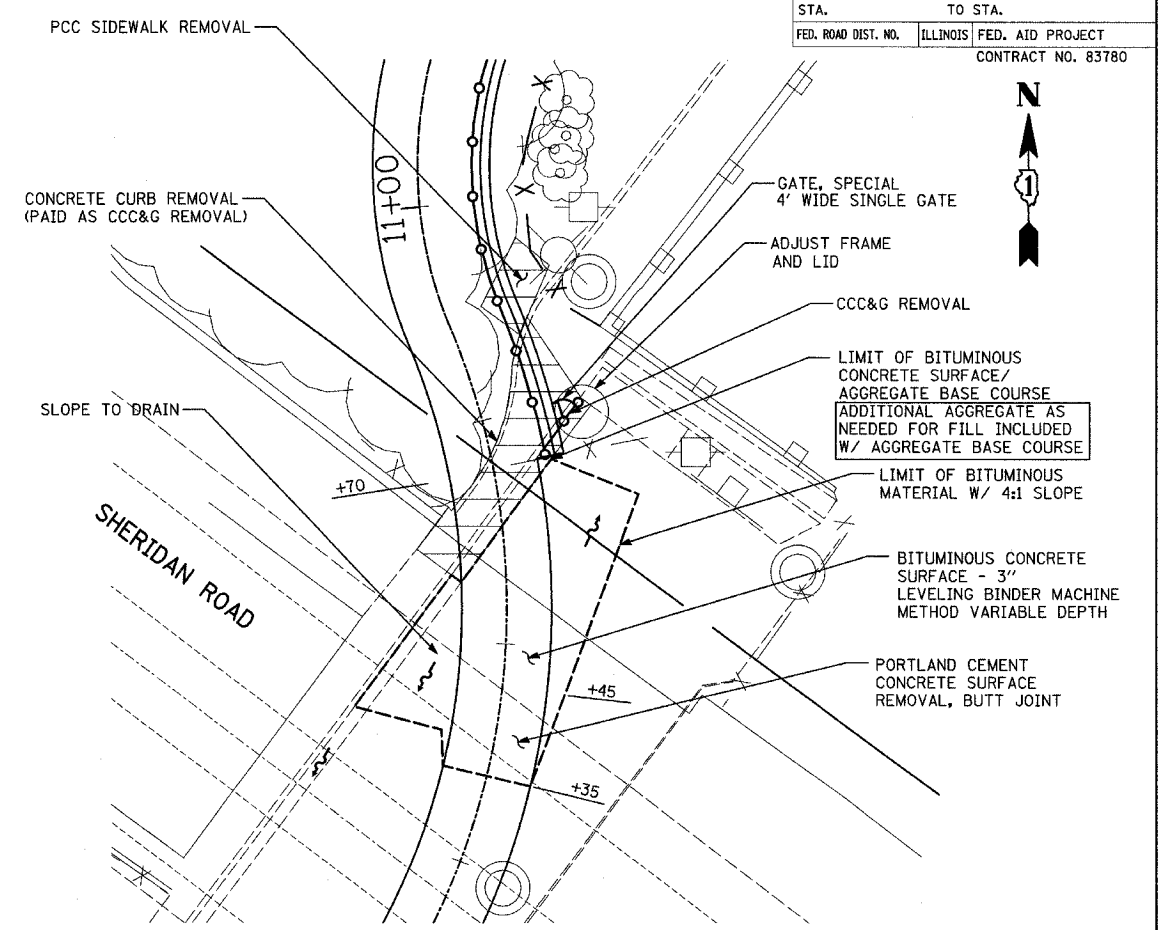 STA. TO STA.
FED. ROAD DIST. NO. ILLINOIS FED. AID PROJECT
CONTRACT NO. 83780
PCC SIDEWALK REMOVAL
N
1
11+00
CONCRETE CURB REMOVAL
(PAID AS CCC&G REMOVAL)
GATE, SPECIAL
4' WIDE SINGLE GATE
ADJUST FRAME
AND LID
CCC&G REMOVAL
LIMIT OF BITUMINOUS
CONCRETE SURFACE/
AGGREGATE BASE COURSE
ADDITIONAL AGGREGATE AS
NEEDED FOR FILL INCLUDED
W/ AGGREGATE BASE COURSE
SLOPE TO DRAIN
LIMIT OF BITUMINOUS
MATERIAL W/ 4:1 SLOPE
+70
SHERIDAN ROAD
BITUMINOUS CONCRETE
SURFACE - 3"
LEVELING BINDER MACHINE
METHOD VARIABLE DEPTH
PORTLAND CEMENT
CONCRETE SURFACE
REMOVAL, BUTT JOINT
+45
+35